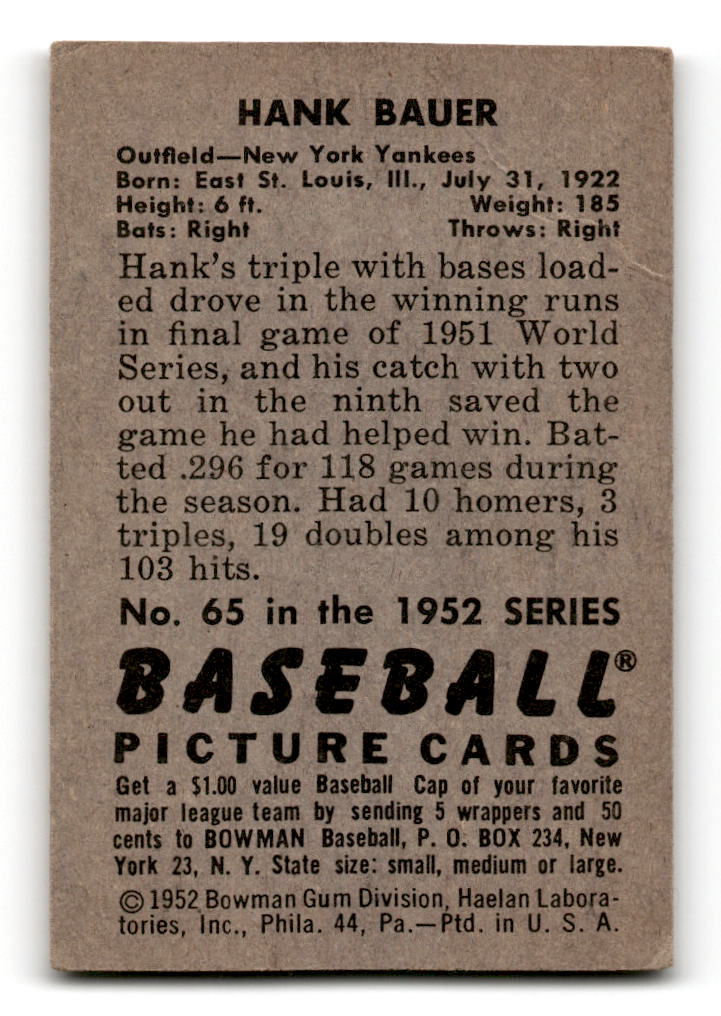 HANK BAUER
Outfield—New York Yankees
Born: East St. Louis, Ill., July 31, 1922
Height: 6 ft. Weight: 185
Bats: Right Throws: Right
Hank's triple with bases load-
ed drove in the winning runs
in final game of 1951 World
Series, and his catch with two
out in the ninth saved the
game he had helped win. Bat-
ted .296 for 118 games during
the season. Had 10 homers, 3
triples, 19 doubles among his
103 hits.
No. 65 in the 1952 SERIES
BASEBALL®
PICTURE CARDS
Get a $1.00 value Baseball Cap of your favorite
major league team by sending 5 wrappers and 50
cents to BOWMAN Baseball, P. O. BOX 234, New
York 23, N. Y. State size: small, medium or large.
© 1952 Bowman Gum Division, Haelan Labora-
tories, Inc., Phila. 44, Pa.—Ptd. in U. S. A.